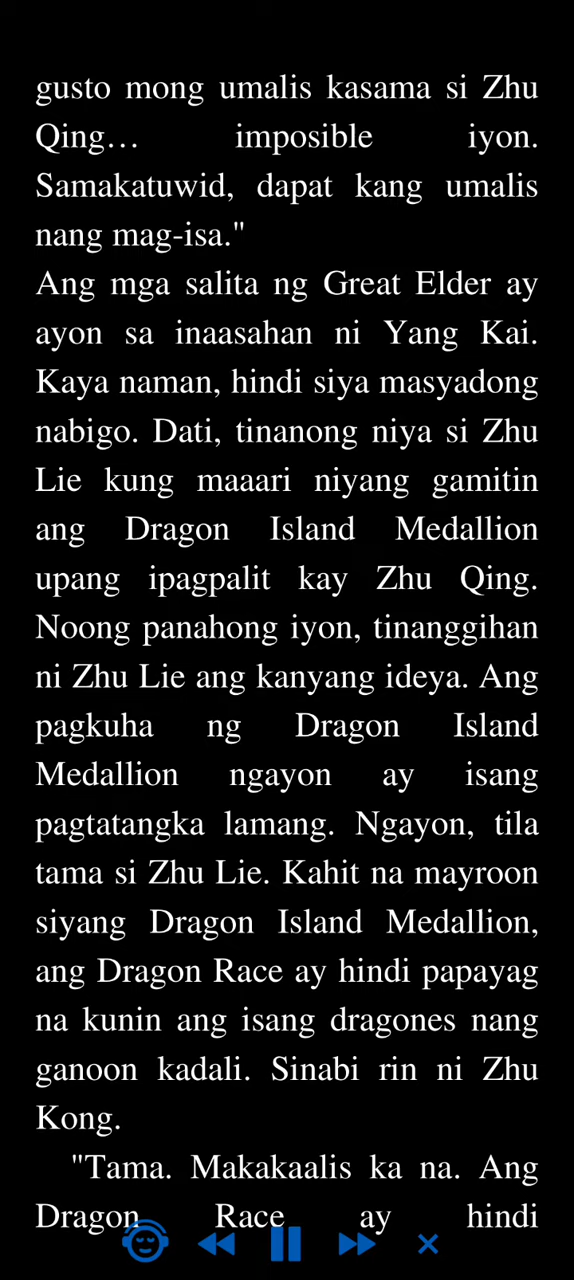 gusto mong umalis kasama si Zhu
Qing… imposible iyon.
Samakatuwid, dapat kang umalis
nang mag-isa."
Ang mga salita ng Great Elder ay
ayon sa inaasahan ni Yang Kai.
Kaya naman, hindi siya masyadong
nabigo. Dati, tinanong niya si Zhu
Lie kung maaari niyang gamitin
ang Dragon Island Medallion
upang ipagpalit kay Zhu Qing.
Noong panahong iyon, tinanggihan
ni Zhu Lie ang kanyang ideya. Ang
pagkuha ng Dragon Island
Medallion ngayon ay isang
pagtatangka lamang. Ngayon, tila
tama si Zhu Lie. Kahit na mayroon
siyang Dragon Island Medallion,
ang Dragon Race ay hindi papayag
na kunin ang isang dragones nang
ganoon kadali. Sinabi rin ni Zhu
Kong.
"Tama. Makakaalis ka na. Ang
Dragon Race ay hindi